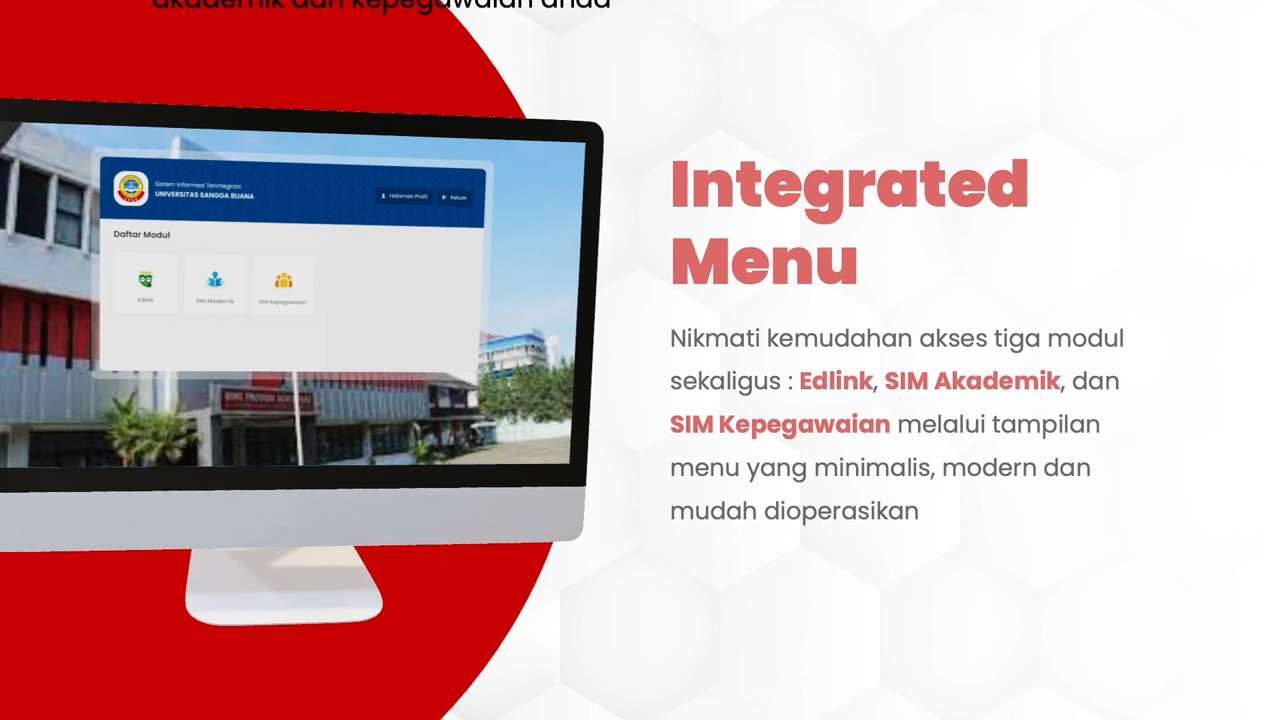 akademik dan kepegawaian anda
Sistem Informasi Terintegrasi
UNIVERSITAS SANGGA BUANA
Halaman Profil
Keluar
Daftar Modul
Edlink
SIM Akademik
SIM Kepegawaian
Integrated
Menu
Nikmati kemudahan akses tiga modul
sekaligus : Edlink, SIM Akademik, dan
SIM Kepegawaian melalui tampilan
menu yang minimalis, modern dan
mudah dioperasikan